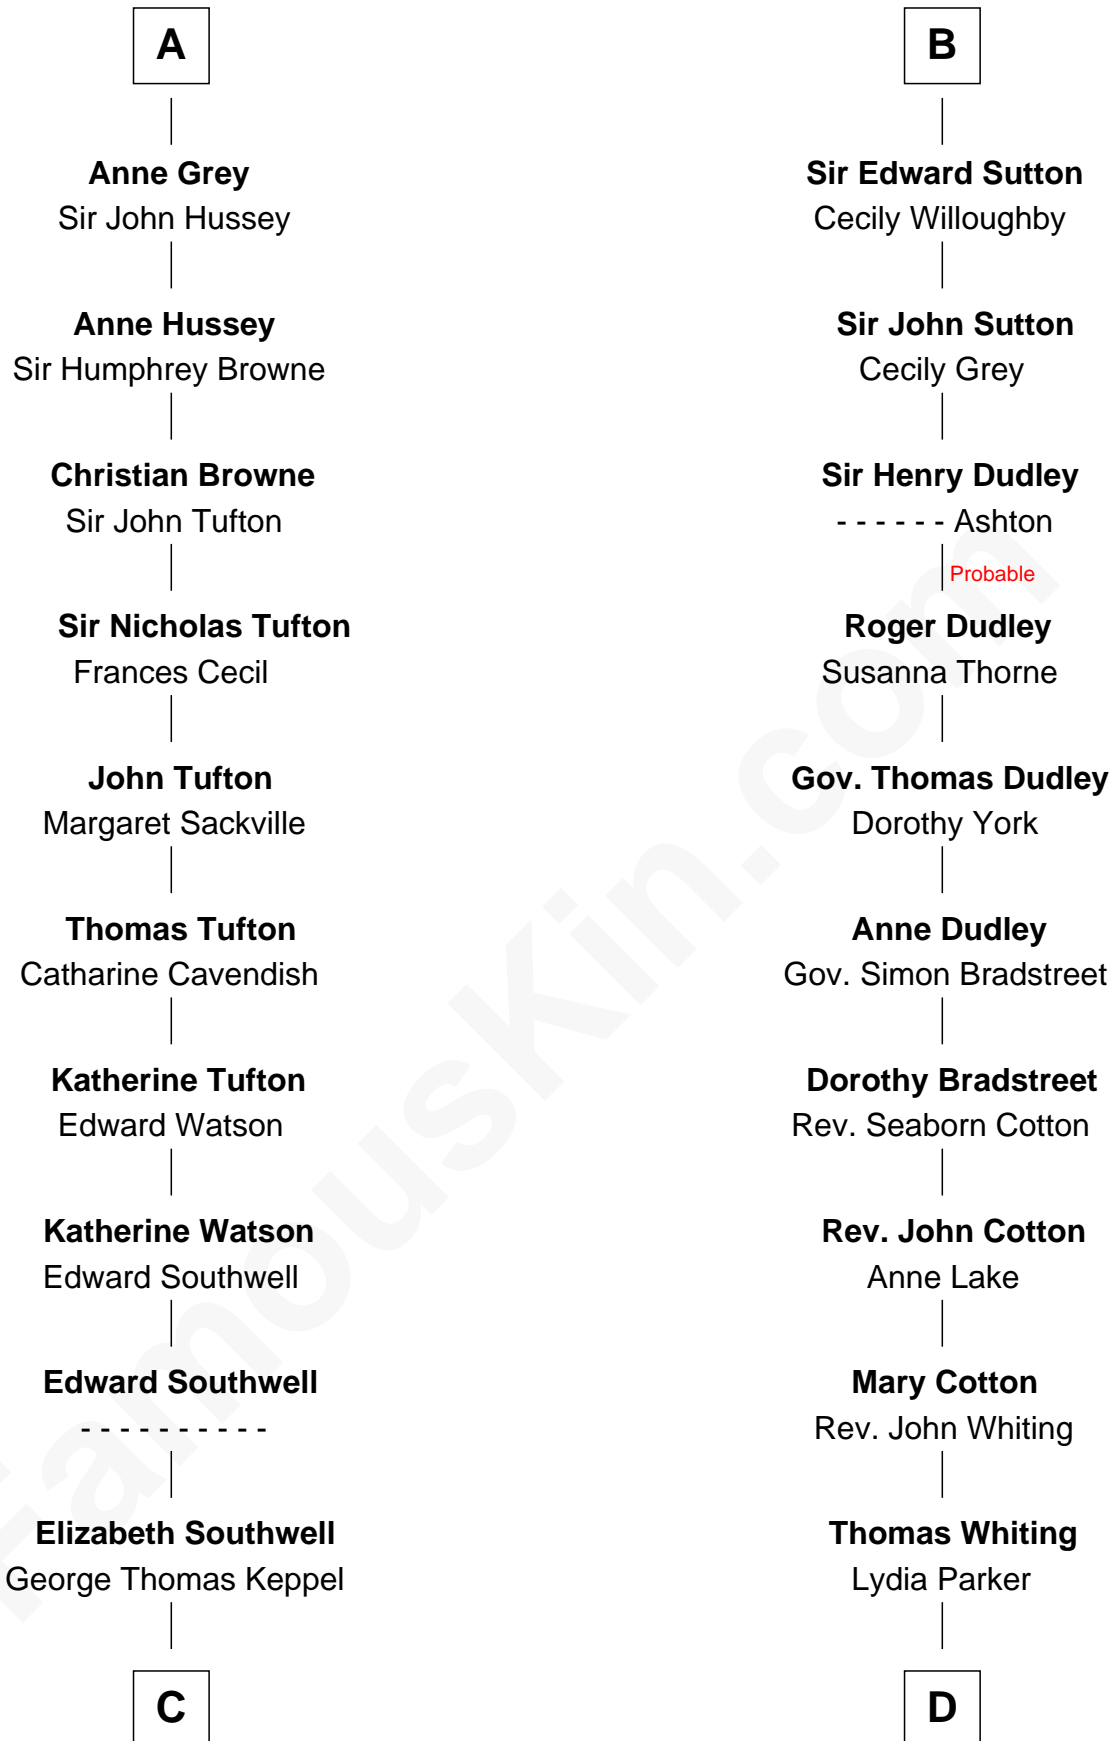 A
Anne Grey
Sir John Hussey
Anne Hussey
Sir Humphrey Browne
Christian Browne
Sir John Tufton
Sir Nicholas Tufton
Frances Cecil
John Tufton
Margaret Sackville
Thomas Tufton
Catharine Cavendish
Katherine Tufton
Edward Watson
Katherine Watson
Edward Southwell
Edward Southwell
- - - - - - - - - -
Elizabeth Southwell
George Thomas Keppel
C
B
Sir Edward Sutton
Cecily Willoughby
Sir John Sutton
Cecily Grey
Sir Henry Dudley
- - - - - - Ashton
Probable
Roger Dudley
Susanna Thorne
Gov. Thomas Dudley
Dorothy York
Anne Dudley
Gov. Simon Bradstreet
Dorothy Bradstreet
Rev. Seaborn Cotton
Rev. John Cotton
Anne Lake
Mary Cotton
Rev. John Whiting
Thomas Whiting
Lydia Parker
D
FamousKin.com